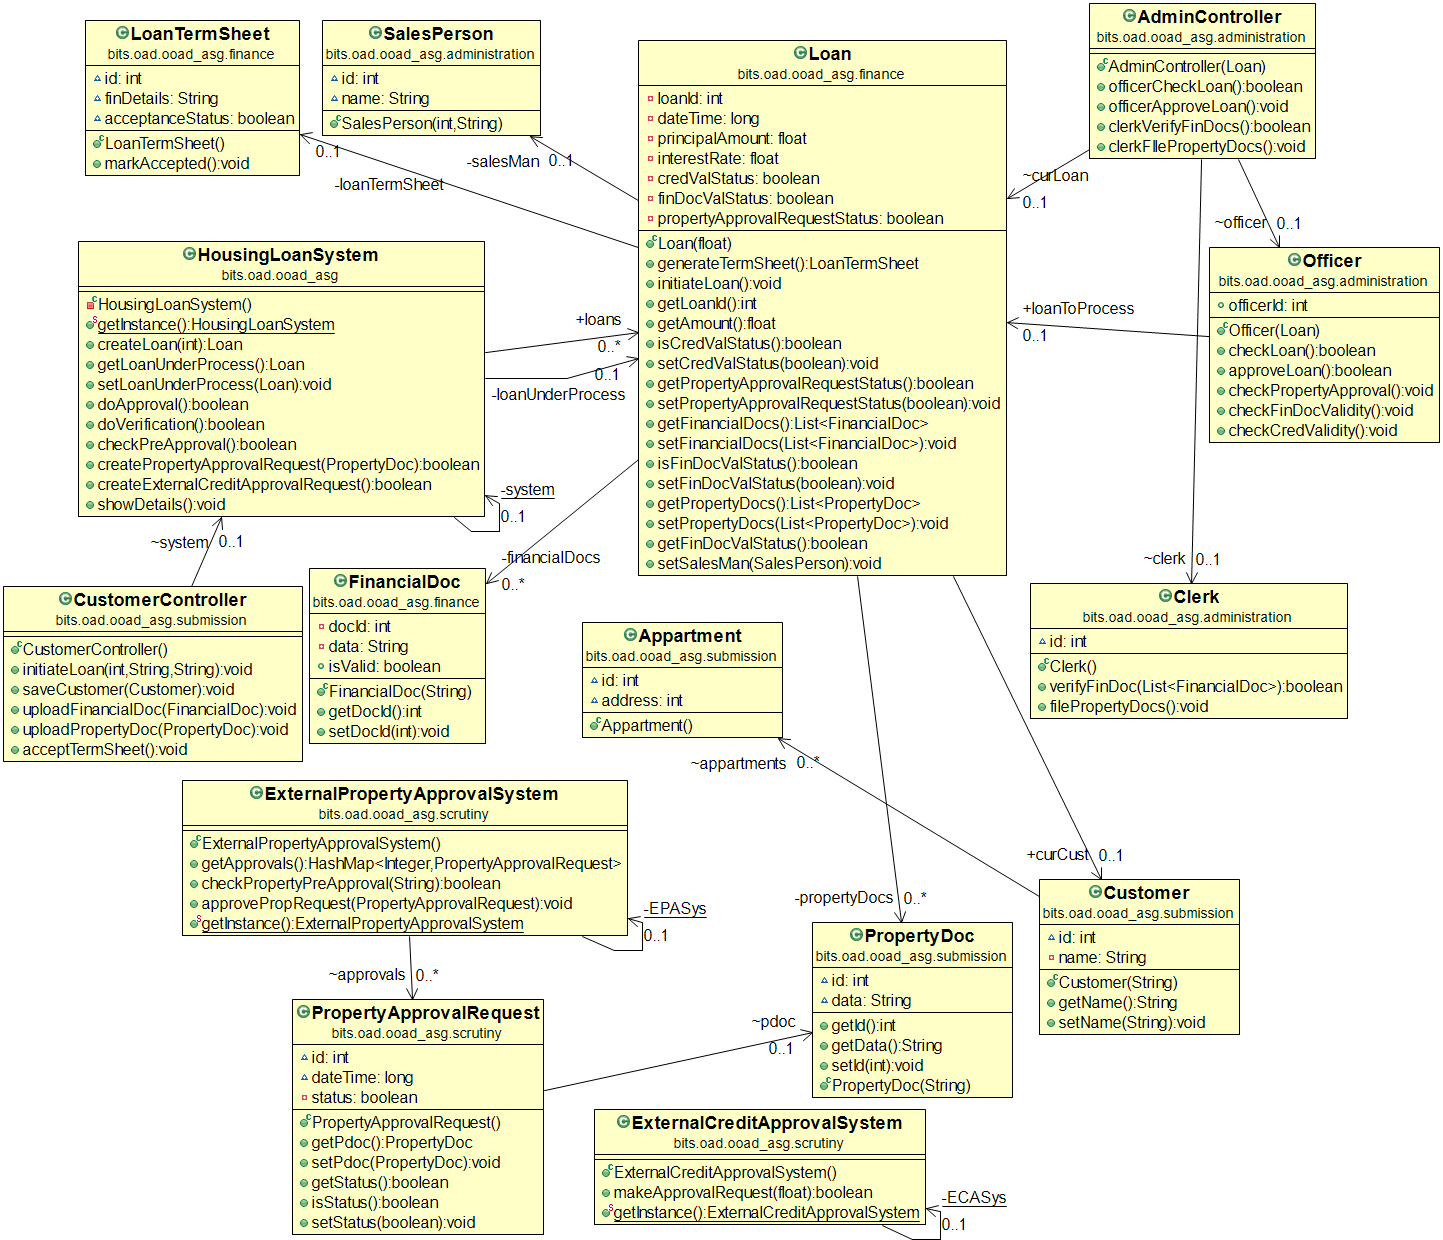 LoanTermSheet
bits.oad.ooad_asg.finance
id: int
finDetails: String
acceptanceStatus: boolean
LoanTermSheet()
markAccepted():void
SalesPerson
bits.oad.ooad_asg.administration
id: int
name: String
SalesPerson(int,String)
0..1
-salesMan 0..1
-loanTermSheet
Loan
bits.oad.ooad_asg.finance
loanId: int
dateTime: long
principalAmount: float
interestRate: float
credValStatus: boolean
finDocValStatus: boolean
propertyApprovalRequestStatus: boolean
Loan(float)
generateTermSheet():LoanTermSheet
initiateLoan():void
getLoanId():int
getAmount():float
isCredValStatus():boolean
setCredValStatus(boolean):void
getPropertyApprovalRequestStatus():boolean
setPropertyApprovalRequestStatus(boolean):void
getFinancialDocs():List<FinancialDoc>
setFinancialDocs(List<FinancialDoc>):void
isFinDocValStatus():boolean
setFinDocValStatus(boolean):void
getPropertyDocs():List<PropertyDoc>
setPropertyDocs(List<PropertyDoc>):void
getFinDocValStatus():boolean
setSalesMan(SalesPerson):void
AdminController
bits.oad.ooad_asg.administration
AdminController(Loan)
officerCheckLoan():boolean
officerApproveLoan():void
clerkVerifyFinDocs():boolean
clerkFIlePropertyDocs():void
~curLoan
0..1
~officer 0..1
Officer
bits.oad.ooad_asg.administration
officerId: int
Officer(Loan)
checkLoan():boolean
approveLoan():boolean
checkPropertyApproval():void
checkFinDocValidity():void
checkCredValidity():void
+loanToProcess
0..1
HousingLoanSystem
bits.oad.ooad_asg
HousingLoanSystem()
getInstance():HousingLoanSystem
createLoan(int):Loan
getLoanUnderProcess():Loan
setLoanUnderProcess(Loan):void
doApproval():boolean
doVerification():boolean
checkPreApproval():boolean
createPropertyApprovalRequest(PropertyDoc):boolean
createExternalCreditApprovalRequest():boolean
showDetails():void
+loans
0..*
0..1
-loanUnderProcess
-system
0..1
~system 0..1
-financialDocs
0..*
~clerk 0..1
CustomerController
bits.oad.ooad_asg.submission
CustomerController()
initiateLoan(int,String,String):void
saveCustomer(Customer):void
uploadFinancialDoc(FinancialDoc):void
uploadPropertyDoc(PropertyDoc):void
acceptTermSheet():void
FinancialDoc
bits.oad.ooad_asg.finance
docId: int
data: String
isValid: boolean
FinancialDoc(String)
getDocId():int
setDocId(int):void
Appartment
bits.oad.ooad_asg.submission
id: int
address: int
Appartment()
Clerk
bits.oad.ooad_asg.administration
id: int
Clerk()
verifyFinDoc(List<FinancialDoc>):boolean
filePropertyDocs():void
~appartments 0..*
ExternalPropertyApprovalSystem
bits.oad.ooad_asg.scrutiny
ExternalPropertyApprovalSystem()
getApprovals():HashMap<Integer,PropertyApprovalRequest>
checkPropertyPreApproval(String):boolean
approvePropRequest(PropertyApprovalRequest):void
getInstance():ExternalPropertyApprovalSystem
-EPASys
0..1
+curCust 0..1
-propertyDocs 0..*
Customer
bits.oad.ooad_asg.submission
id: int
name: String
Customer(String)
getName():String
setName(String):void
PropertyDoc
bits.oad.ooad_asg.submission
id: int
data: String
getId():int
getData():String
setId(int):void
PropertyDoc(String)
~approvals 0..*
~pdoc
0..1
PropertyApprovalRequest
bits.oad.ooad_asg.scrutiny
id: int
dateTime: long
status: boolean
PropertyApprovalRequest()
getPdoc():PropertyDoc
setPdoc(PropertyDoc):void
getStatus():boolean
isStatus():boolean
setStatus(boolean):void
ExternalCreditApprovalSystem
bits.oad.ooad_asg.scrutiny
ExternalCreditApprovalSystem()
makeApprovalRequest(float):boolean
getInstance():ExternalCreditApprovalSystem
-ECASys
0..1